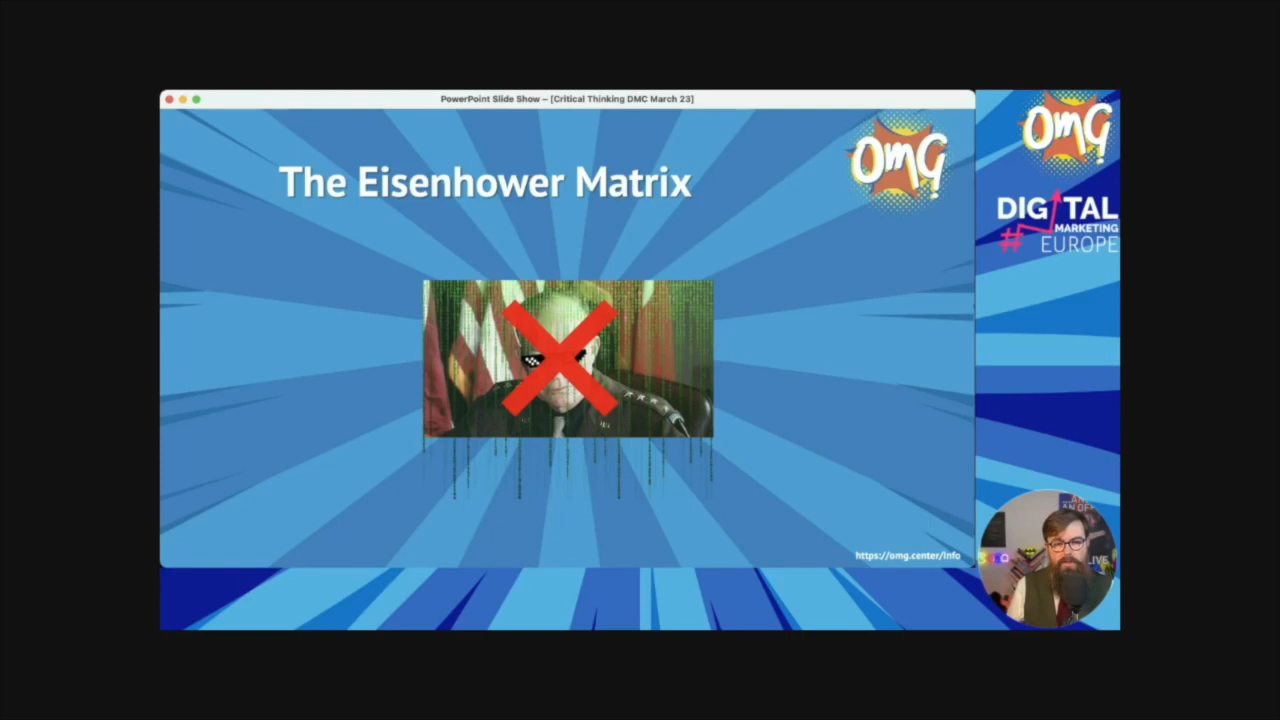 PowerPoint Slide Show – [Critical Thinking DMC March 23]
The Eisenhower Matrix
OMG!
https://omg.center/info
OMG!
DIGITAL
MARKETING
# EUROPE
LIVE